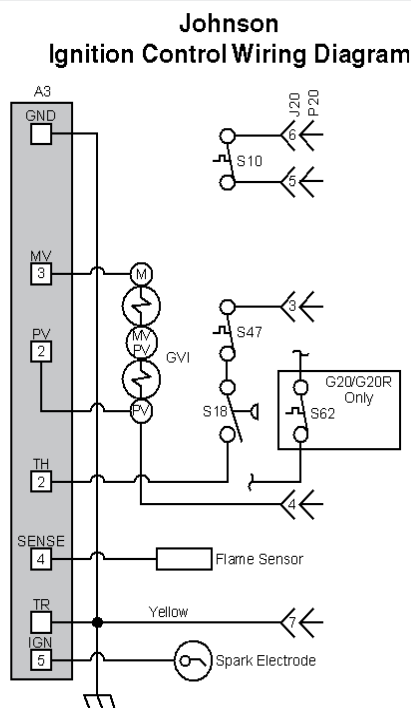 Johnson
Ignition Control Wiring Diagram
A3
GND
J20
P20
6
S10
5
MV
3
M
3
PV
2
MV
PV
GVI
S47
G20/G20R
Only
PV
S18
S62
TH
2
4
SENSE
4
Flame Sensor
TR
Yellow
7
IGN
5
Spark Electrode